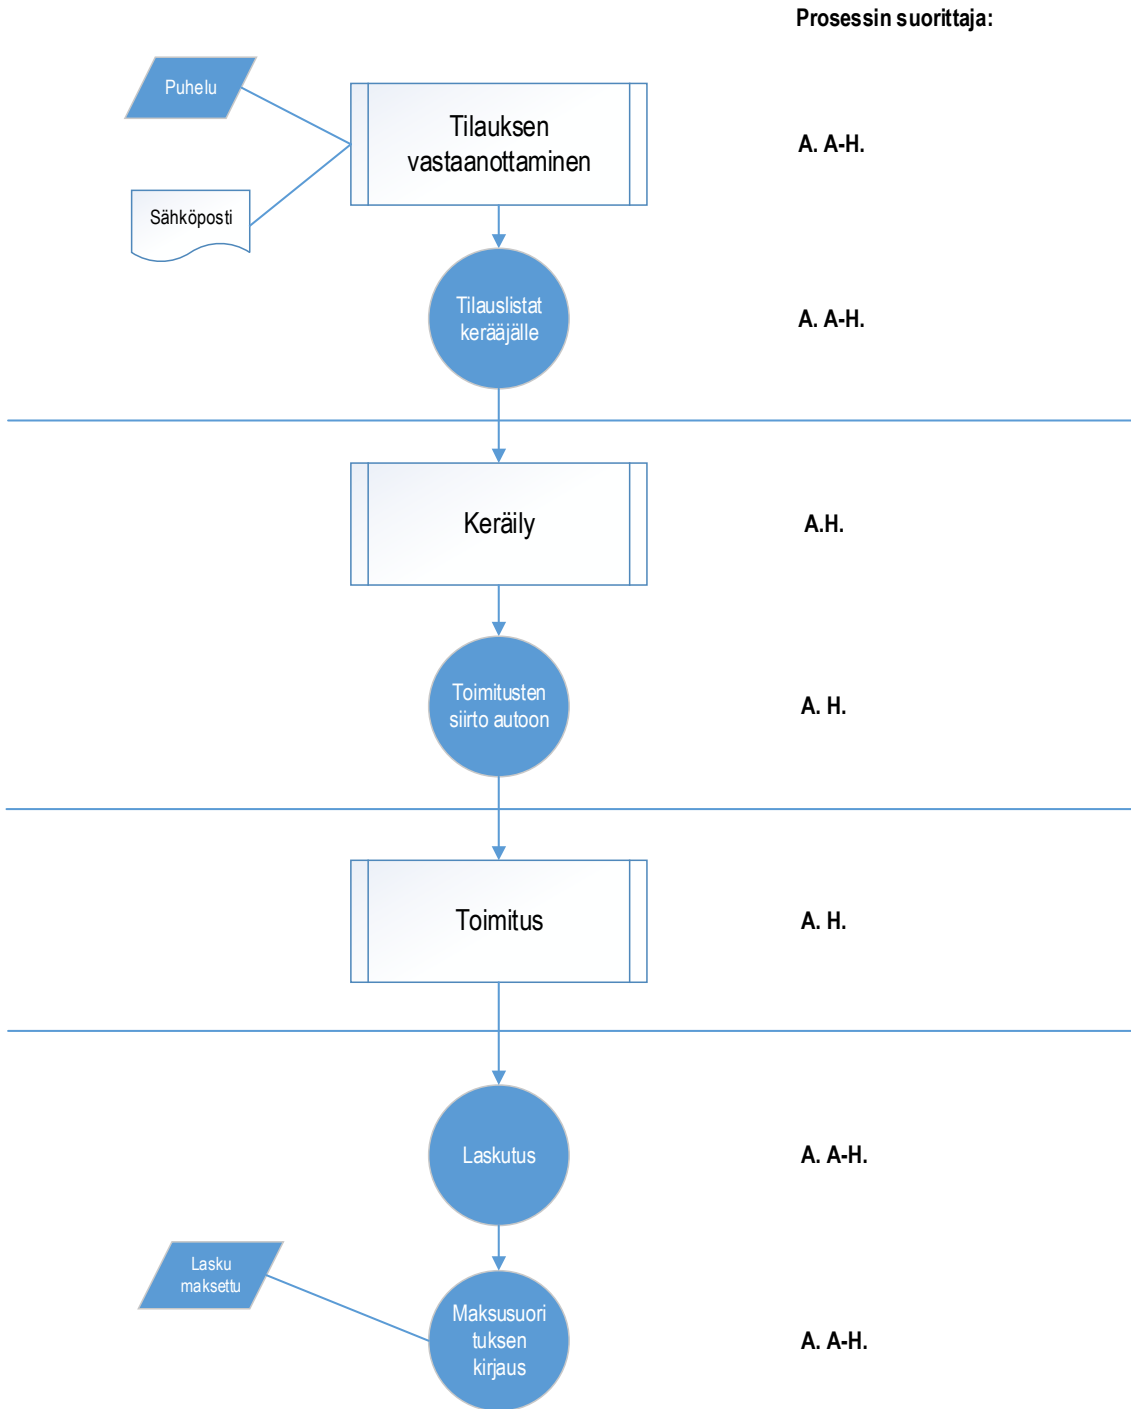 Prosessin suorittaja:
Puhelu
Tilauksen
vastaanottaminen
A. A-H.
Sähköposti
Tilauslistat
kerääjälle
A. A-H.
Keräily
A.H.
Toimitusten
siirto autoon
A. H.
Toimitus
A. H.
Laskutus
A. A-H.
Lasku
maksettu
Maksusuori
tuksen
kirjaus
A. A-H.